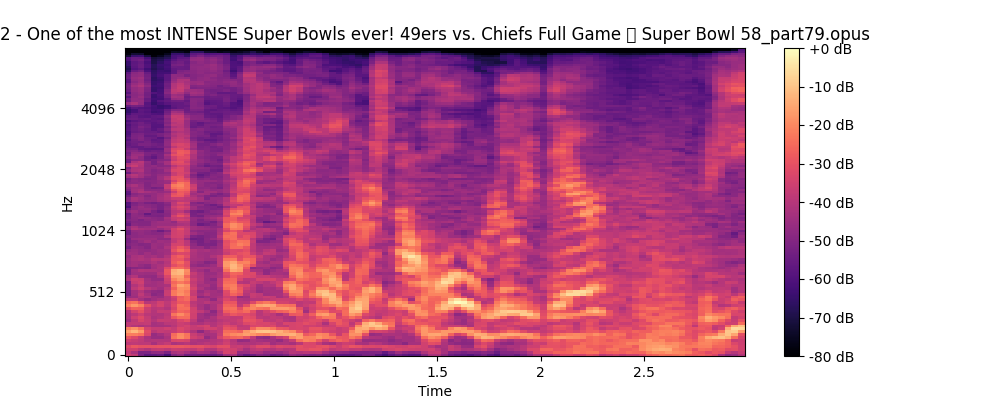 2 - One of the most INTENSE Super Bowls ever! 49ers vs. Chiefs Full Game ▯ Super Bowl 58_part79.opus
+0 dB
4096
-10 dB
-20 dB
2048
-30 dB
Hz
1024
-40 dB
-50 dB
512
-60 dB
-70 dB
0
-80 dB
0 0.5 1 1.5 2 2.5
Time